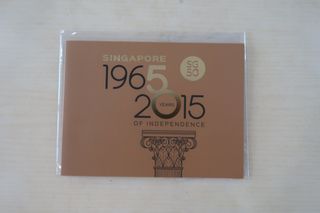 SINGAPORE
1965
SG
50
YEARS
2015
OF INDEPENDENCE